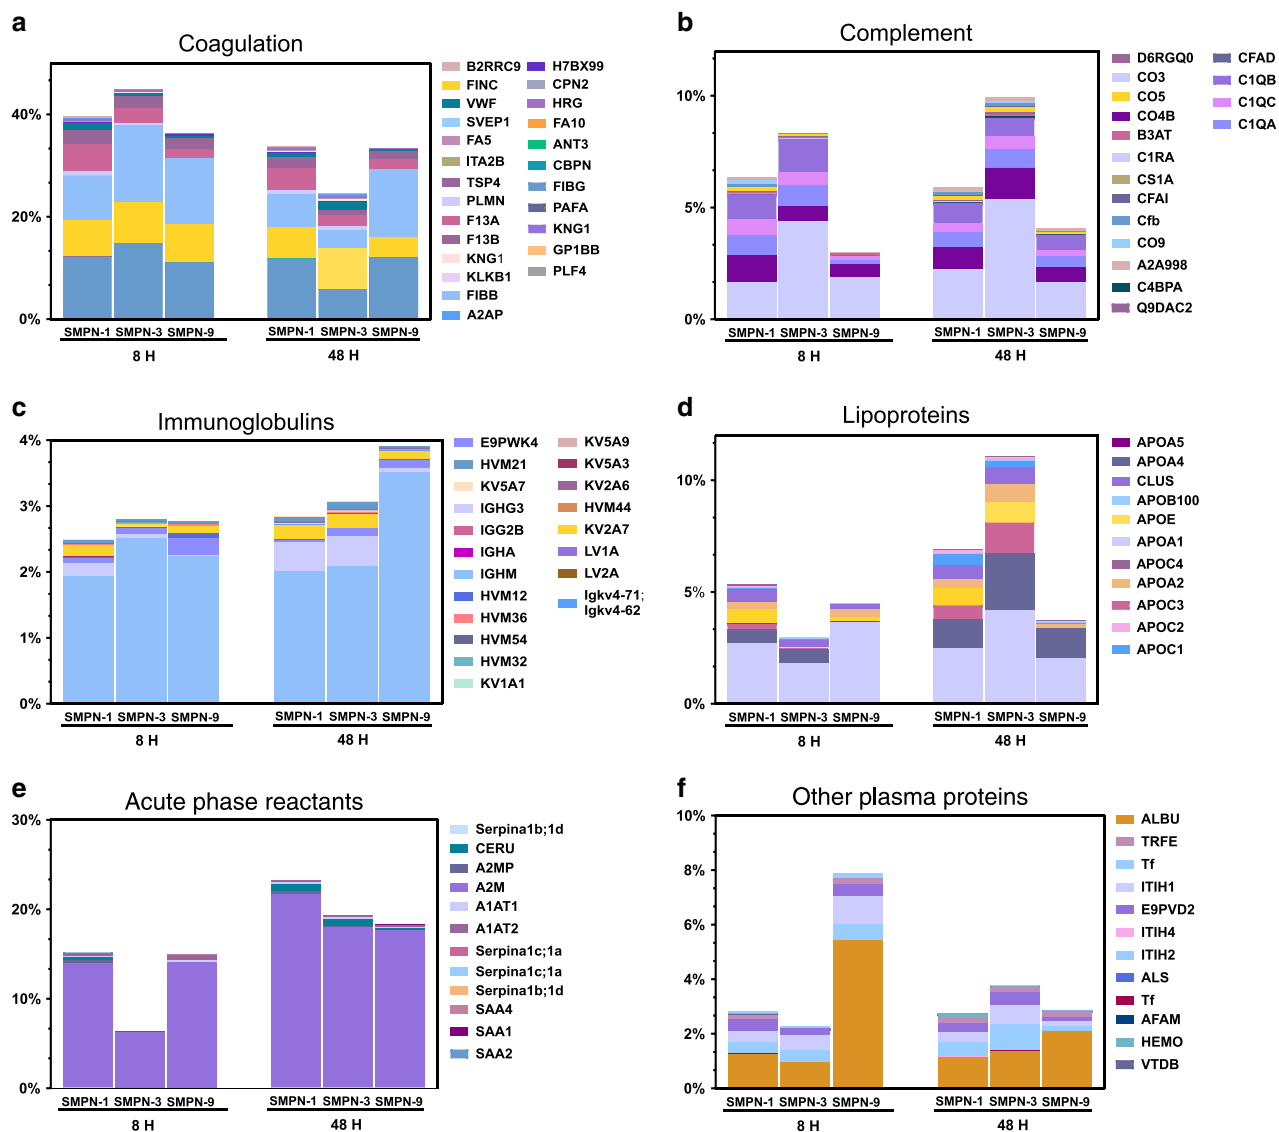 a
Coagulation
40%
20%
0%
SMPN-1 SMPN-3 SMPN-9
8 H
SMPN-1 SMPN-3 SMPN-9
48 H
B2RRC9
FINC
VWF
SVEP1
FA5
ITA2B
TSP4
PLMN
F13A
F13B
KNG1
KLKB1
FIBB
A2AP
H7BX99
CPN2
HRG
FA10
ANT3
CBPN
FIBG
PAFA
KNG1
GP1BB
PLF4
b
Complement
10%
5%
0%
SMPN-1 SMPN-3 SMPN-9
8 H
SMPN-1 SMPN-3 SMPN-9
48 H
D6RGQ0
CO3
CO5
CO4B
B3AT
C1RA
CS1A
CFAI
Cfb
CO9
A2A998
C4BPA
Q9DAC2
CFAD
C1QB
C1QC
C1QA
c
Immunoglobulins
4%
3%
2%
1%
0%
SMPN-1 SMPN-3 SMPN-9
8 H
SMPN-1 SMPN-3 SMPN-9
48 H
E9PWK4
HVM21
KV5A7
IGHG3
IGG2B
IGHA
IGHM
HVM12
HVM36
HVM54
HVM32
KV1A1
KV5A9
KV5A3
KV2A6
HVM44
KV2A7
LV1A
LV2A
Igkv4-71;
Igkv4-62
d
Lipoproteins
10%
5%
0%
SMPN-1 SMPN-3 SMPN-9
8 H
SMPN-1 SMPN-3 SMPN-9
48 H
APOA5
APOA4
CLUS
APOB100
APOE
APOA1
APOC4
APOA2
APOC3
APOC2
APOC1
e
Acute phase reactants
30%
20%
10%
0%
SMPN-1 SMPN-3 SMPN-9
8 H
SMPN-1 SMPN-3 SMPN-9
48 H
Serpina1b;1d
CERU
A2MP
A2M
A1AT1
A1AT2
Serpina1c;1a
Serpina1c;1a
Serpina1b;1d
SAA4
SAA1
SAA2
f
Other plasma proteins
10%
8%
6%
4%
2%
0%
SMPN-1 SMPN-3 SMPN-9
8 H
SMPN-1 SMPN-3 SMPN-9
48 H
ALBU
TRFE
Tf
ITIH1
E9PVD2
ITIH4
ITIH2
ALS
Tf
AFAM
HEMO
VTDB